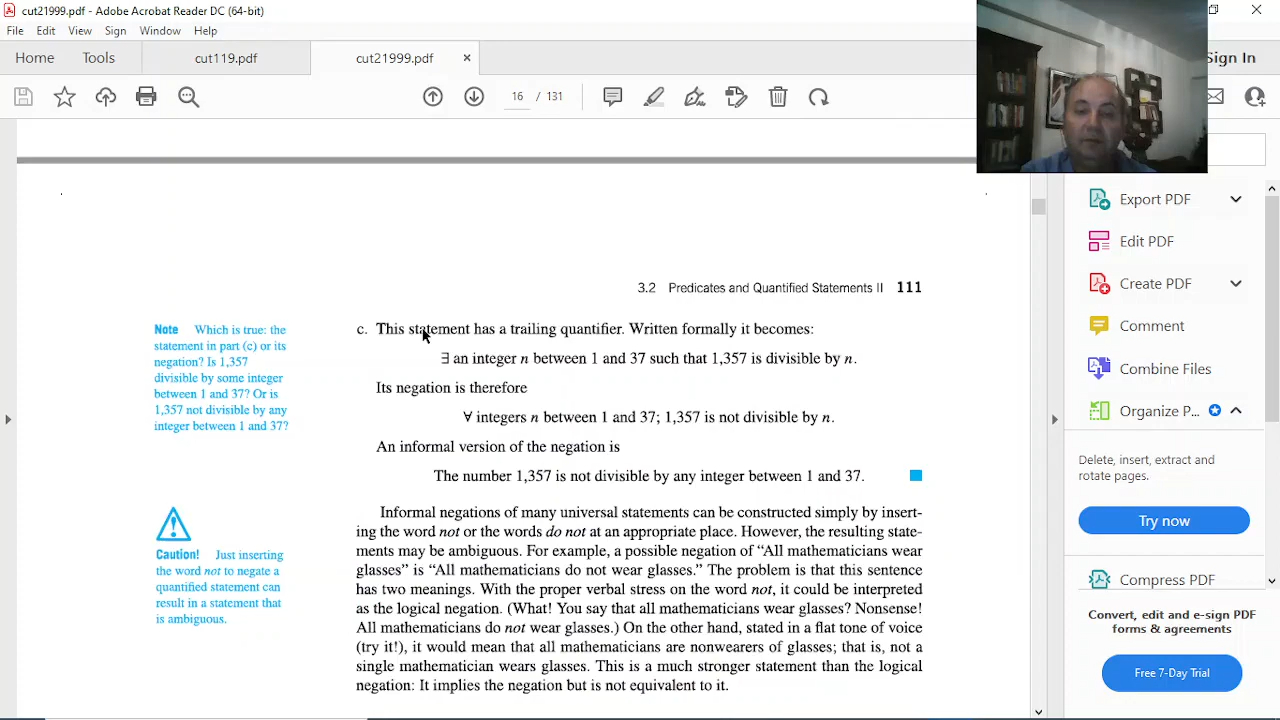 cut21999.pdf - Adobe Acrobat Reader DC (64-bit)
File Edit View Sign Window Help
Home Tools cut119.pdf cut21999.pdf × Sign In
16 / 131
3.2 Predicates and Quantified Statements II 111
c. This statement has a trailing quantifier. Written formally it becomes:
∃ an integer n between 1 and 37 such that 1,357 is divisible by n.
Its negation is therefore
∀ integers n between 1 and 37; 1,357 is not divisible by n.
An informal version of the negation is
The number 1,357 is not divisible by any integer between 1 and 37.
Note Which is true: the
statement in part (c) or its
negation? Is 1,357
divisible by some integer
between 1 and 37? Or is
1,357 not divisible by any
integer between 1 and 37?
Informal negations of many universal statements can be constructed simply by insert-
ing the word not or the words do not at an appropriate place. However, the resulting state-
ments may be ambiguous. For example, a possible negation of “All mathematicians wear
glasses” is “All mathematicians do not wear glasses.” The problem is that this sentence
has two meanings. With the proper verbal stress on the word not, it could be interpreted
as the logical negation. (What! You say that all mathematicians wear glasses? Nonsense!
All mathematicians do not wear glasses.) On the other hand, stated in a flat tone of voice
(try it!), it would mean that all mathematicians are nonwearers of glasses; that is, not a
single mathematician wears glasses. This is a much stronger statement than the logical
negation: It implies the negation but is not equivalent to it.
Caution! Just inserting
the word not to negate a
quantified statement can
result in a statement that
is ambiguous.
Export PDF
Edit PDF
Create PDF
Comment
Combine Files
Organize P...
Delete, insert, extract and
rotate pages.
Try now
Compress PDF
Convert, edit and e-sign PDF
forms & agreements
Free 7-Day Trial